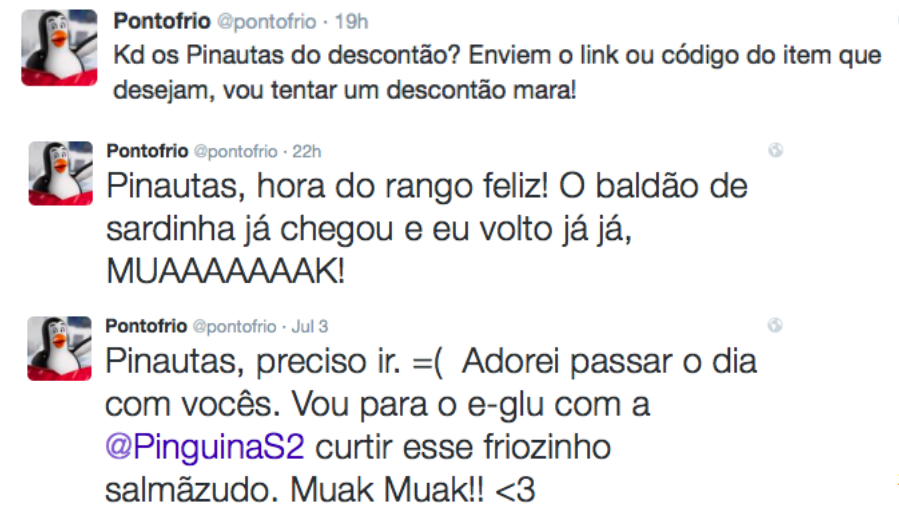 Pontofrio @pontofrio · 19h
Kd os Pinautas do descontão? Enviem o link ou código do item que
desejam, vou tentar um descontão mara!
Pontofrio @pontofrio · 22h
Pinautas, hora do rango feliz! O baldão de
sardinha já chegou e eu volto já já,
MUAAAAAAAK!
Pontofrio @pontofrio · Jul 3
Pinautas, preciso ir. =( Adorei passar o dia
com vocês. Vou para o e-glu com a
@PinguinaS2 curtir esse friozinho
salmãzudo. Muak Muak!! <3